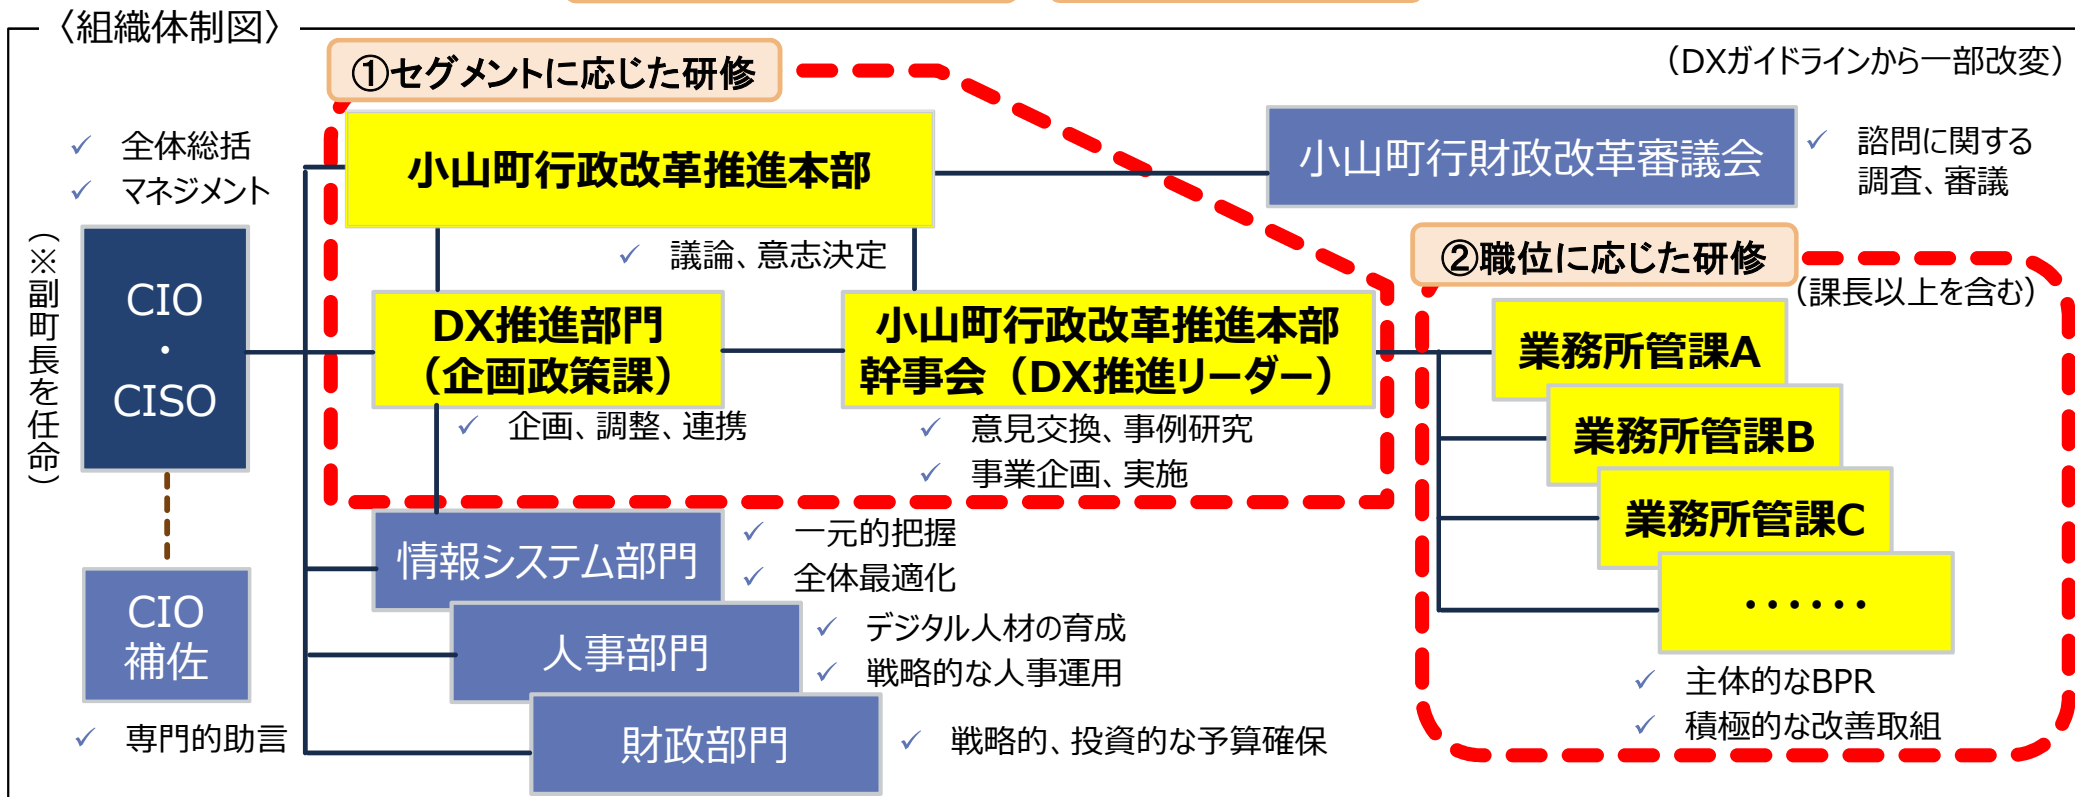 〈組織体制図〉
（DXガイドラインから一部改変）
①セグメントに応じた研修
✓ 全体総括
✓ マネジメント
小山町行政改革推進本部
小山町行財政改革審議会
✓ 諮問に関する
調査、審議
（※副町長を任命）
CIO
・
CISO
✓ 議論、意志決定
②職位に応じた研修
（課長以上を含む）
DX推進部門
（企画政策課）
小山町行政改革推進本部
幹事会（DX推進リーダー）
✓ 企画、調整、連携
✓ 意見交換、事例研究
✓ 事業企画、実施
業務所管課A
業務所管課B
業務所管課C
・・・・・・
✓ 主体的なBPR
✓ 積極的な改善取組
CIO
補佐
✓ 専門的助言
情報システム部門
✓ 一元的把握
✓ 全体最適化
人事部門
✓ デジタル人材の育成
✓ 戦略的な人事運用
財政部門
✓ 戦略的、投資的な予算確保